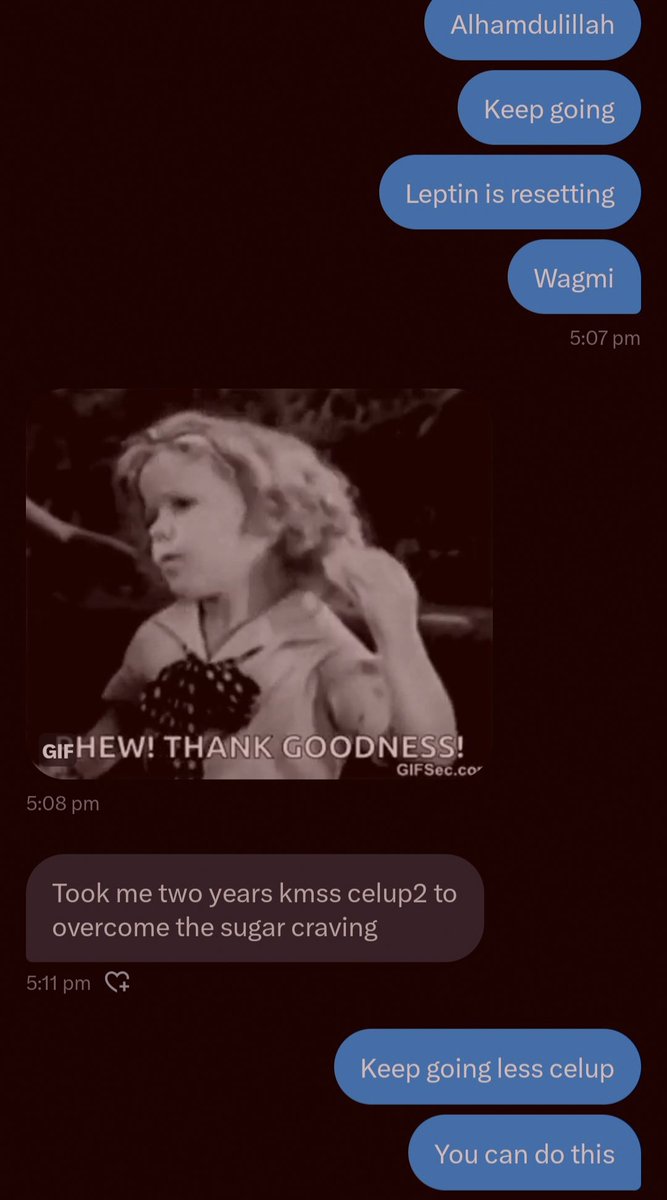 Alhamdulillah
Keep going
Leptin is resetting
Wagmi
5:07 pm
GIF
HEW! THANK GOODNESS!
GIFSec.co
5:08 pm
Took me two years kmss celup2 to
overcome the sugar craving
5:11 pm
Keep going less celup
You can do this